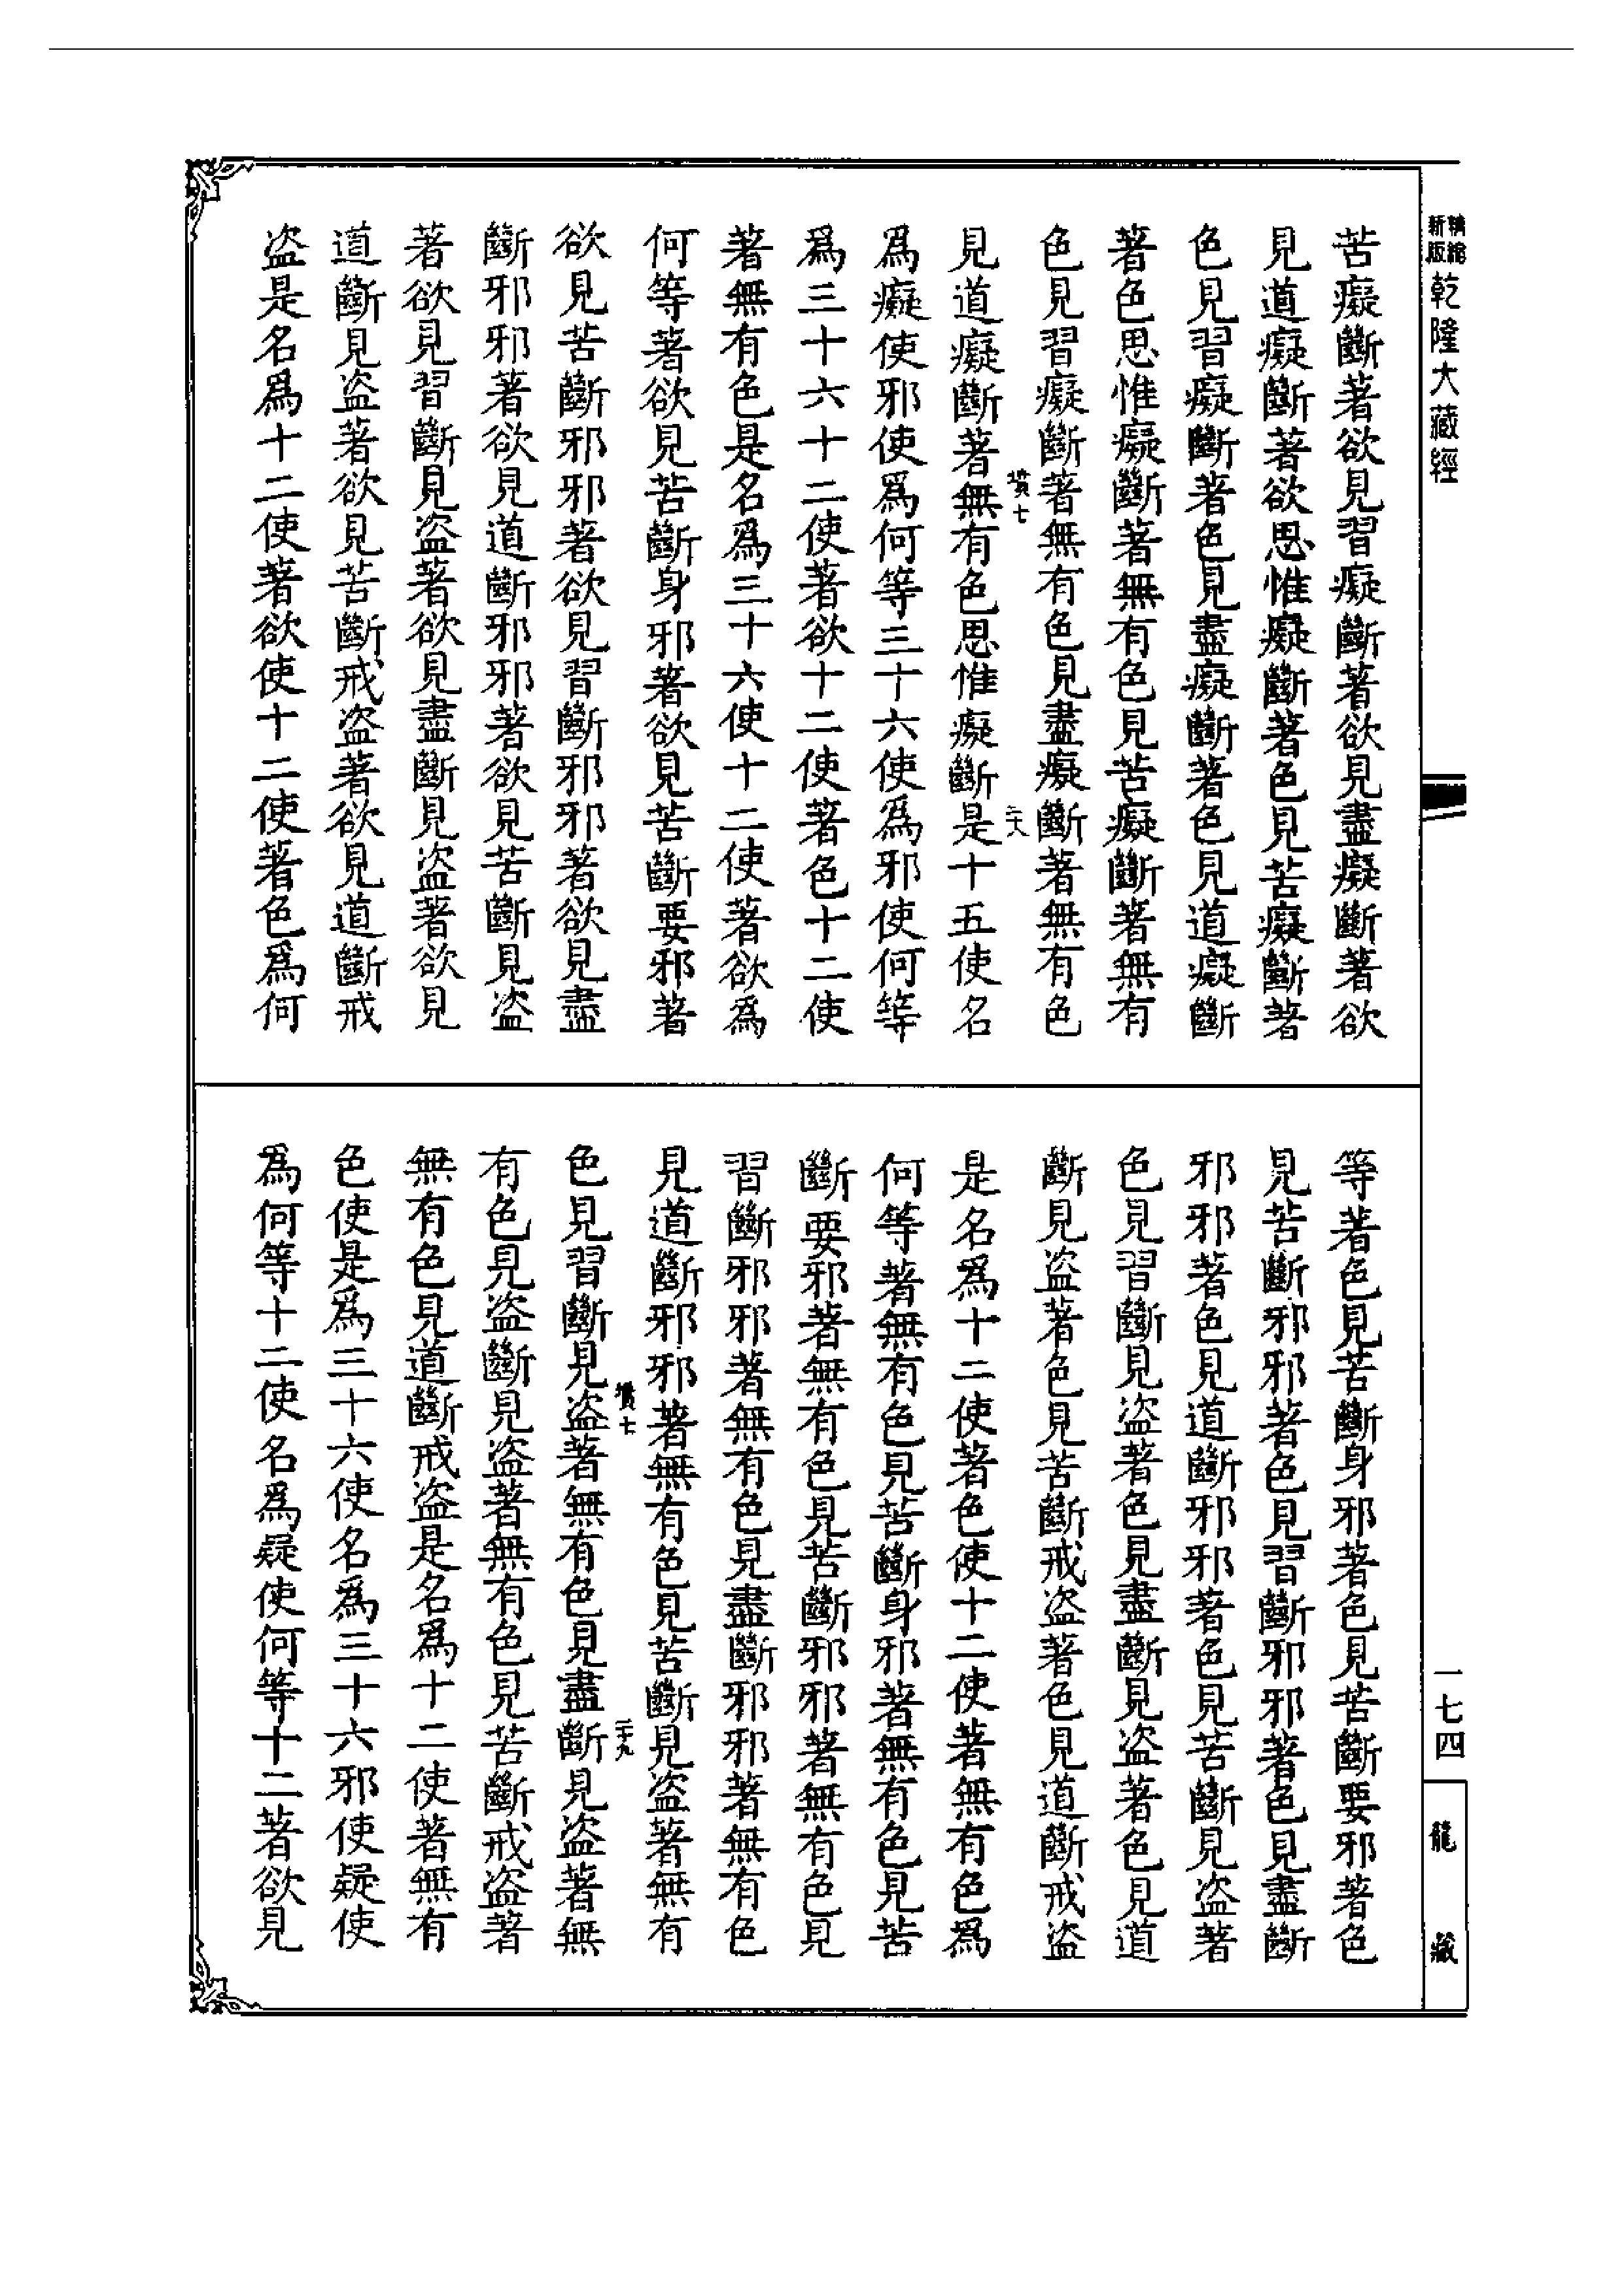 精縮新版乾隆大藏經
苦癡斷著欲見習癡斷著欲見盡癡斷著欲
見道癡斷著欲思惟癡斷著色見苦癡斷著
色見習癡斷著色見盡癡斷著色見道癡斷
著色思惟癡斷著無有色見苦癡斷著無有
色見習癡斷著無有色見盡癡斷著無有色
見道癡斷著無有色思惟癡斷是十五使名
爲癡使邪使爲何等三十六使爲邪使何等
爲三十六十二使著欲十二使著色十二使
著無有色是名爲三十六使十二使著欲爲
何等著欲見苦斷身邪著欲見苦斷要邪著
欲見苦斷邪邪著欲見習斷邪邪著欲見盡
斷邪邪著欲見道斷邪邪著欲見苦斷見盗
著欲見習斷見盗著欲見盡斷見盗著欲見
道斷見盗著欲見苦斷戒盗著欲見道斷戒
盗是名爲十二使著欲使十二使著色爲何
等著色見苦斷身邪著色見苦斷要邪著色
見苦斷邪邪著色見習斷邪邪著色見盡斷
邪邪著色見道斷邪邪著色見苦斷見盗著
色見習斷見盗著色見盡斷見盗著色見道
斷見盗著色見苦斷戒盗著色見道斷戒盗
是名爲十二使著色使十二使著無有色爲
何等著無有色見苦斷身邪著無有色見苦
斷要邪著無有色見苦斷邪邪著無有色見
習斷邪邪著無有色見盡斷邪邪著無有色
見道斷邪邪著無有色見苦斷見盗著無有
色見習斷見盗著無有色見盡斷見盗著無
有色見盗斷見盗著無有色見苦斷戒盗著
無有色見道斷戒盗是名爲十二使著無有
色使是爲三十六使名爲三十六邪使疑使
爲何等十二使名爲疑使何等十二著欲見
一七四
龍藏